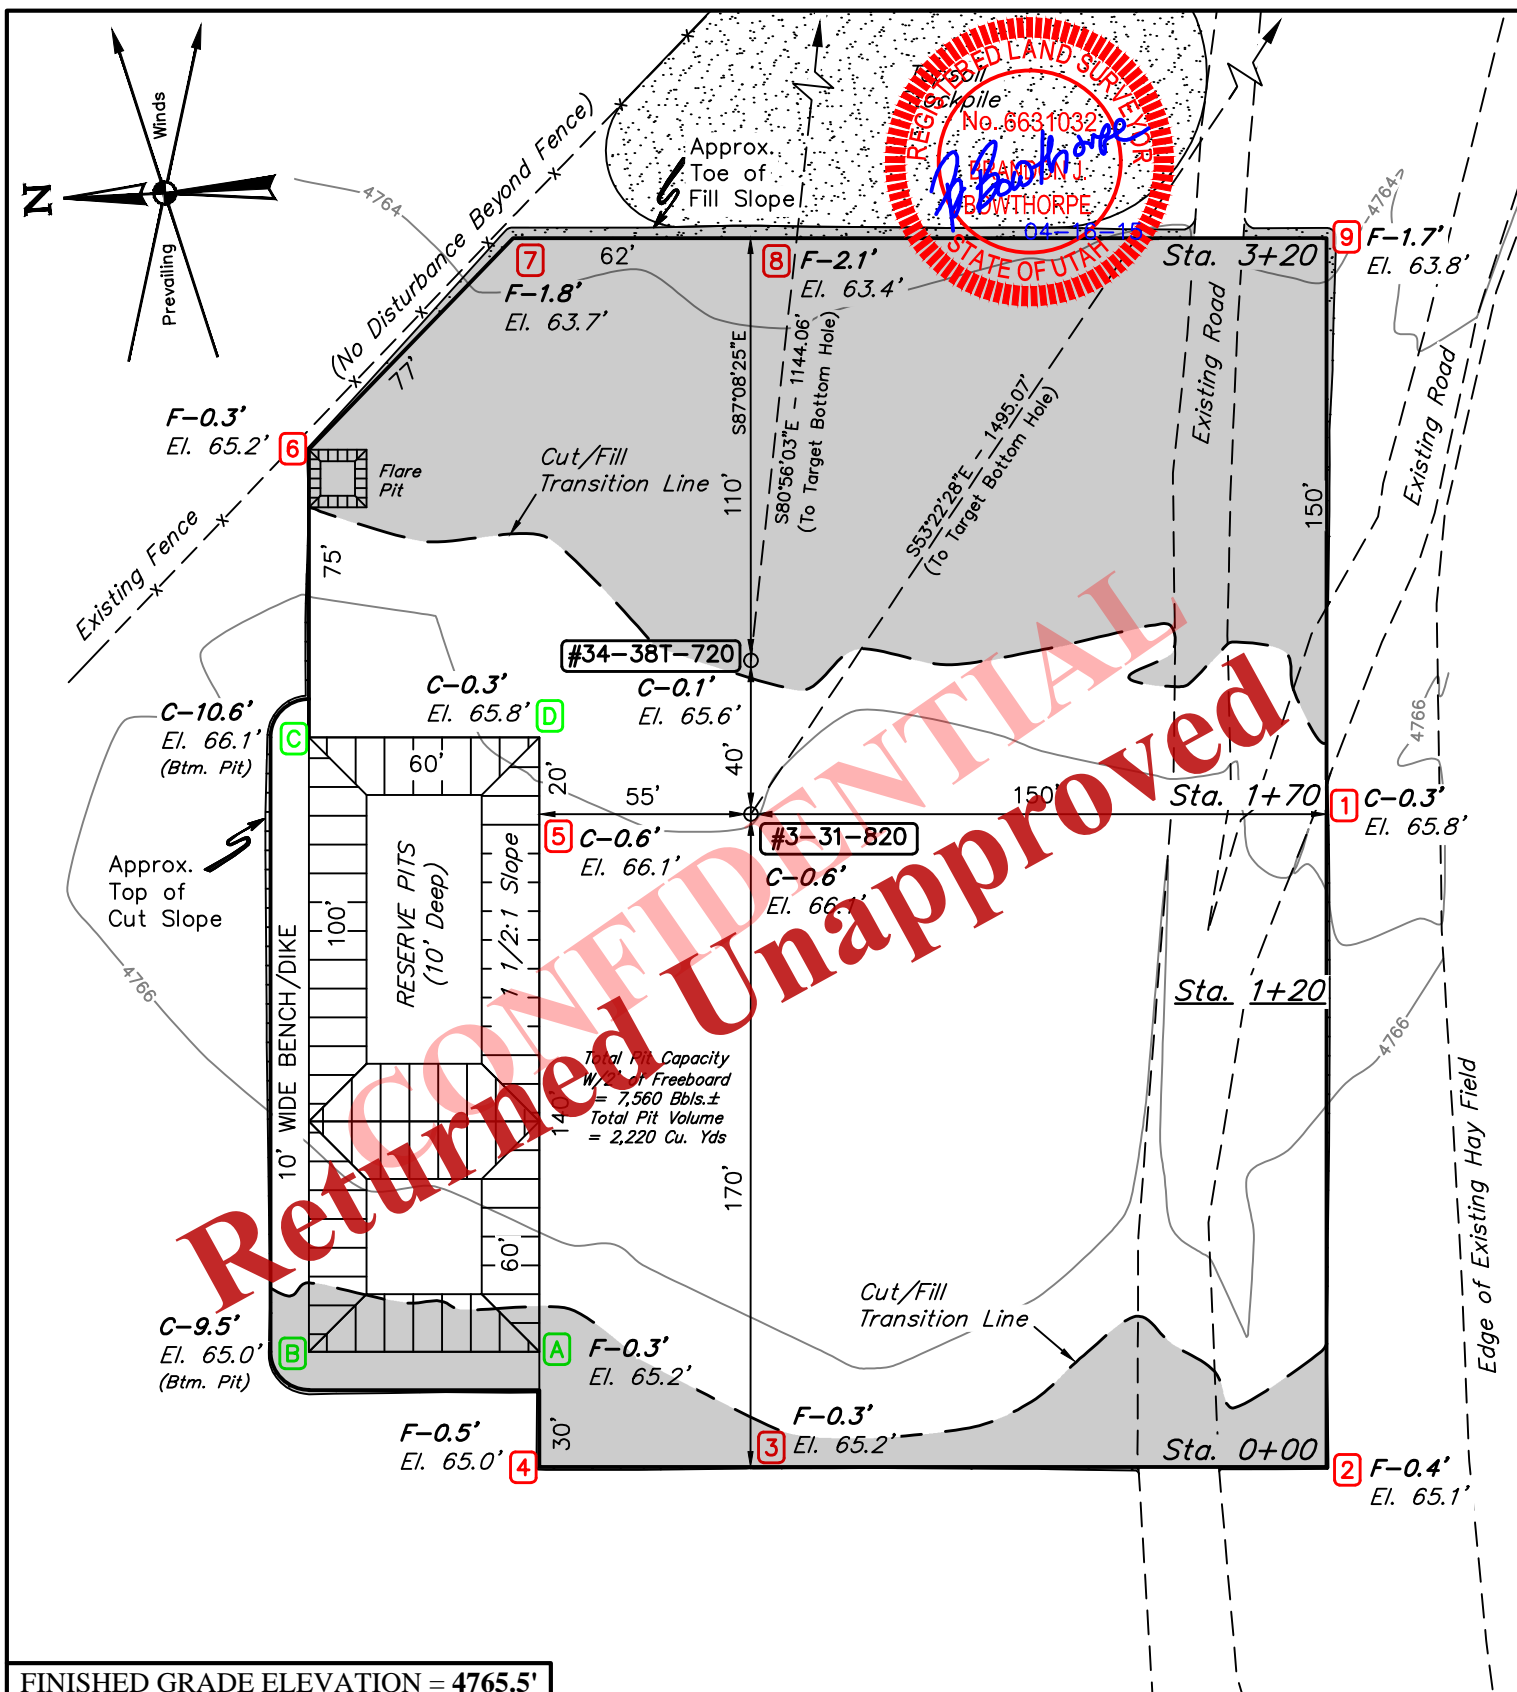 N
Winds
Prevailing
4764
(No Disturbance Beyond Fence)
Approx.
Toe of
Fill Slope
Topsoil
Stockpile
REGISTERED LAND SURVEYOR
No. 6631032
BRANDON J.
BOWTHORPE
B Bowthorpe
04-16-15
STATE OF UTAH
4764
7
62'
F-1.8'
El. 63.7'
8
F-2.1'
El. 63.4'
Sta. 3+20
9
F-1.7'
El. 63.8'
77'
F-0.3'
El. 65.2'
6
Flare
Pit
Cut/Fill
Transition Line
S87°08'25"E
110'
S80°56'03"E - 1144.06'
(To Target Bottom Hole)
S53°22'28"E - 1495.07'
(To Target Bottom Hole)
Existing Road
Existing Road
150'
Existing Fence
75'
#34-38T-720
C-0.1'
El. 65.6'
C-0.3'
El. 65.8'
D
C-10.6'
El. 66.1'
(Btm. Pit)
C
60'
20'
55'
40'
150'
Sta. 1+70
1
C-0.3'
El. 65.8'
4766
5
C-0.6'
El. 66.1'
#3-31-820
C-0.6'
El. 66.1'
Approx.
Top of
Cut Slope
100'
RESERVE PITS
(10' Deep)
1 1/2:1 Slope
10' WIDE BENCH/DIKE
4766
Sta. 1+20
4766
Total Pit Capacity
W/2' of Freeboard
= 7,560 Bbls.±
Total Pit Volume
= 2,220 Cu. Yds
140'
170'
60'
CONFIDENTIAL
Returned Unapproved
Edge of Existing Hay Field
Cut/Fill
Transition Line
C-9.5'
El. 65.0'
(Btm. Pit)
B
A
F-0.3'
El. 65.2'
F-0.5'
El. 65.0'
4
30'
3
F-0.3'
El. 65.2'
Sta. 0+00
2
F-0.4'
El. 65.1'
FINISHED GRADE ELEVATION = 4765.5'